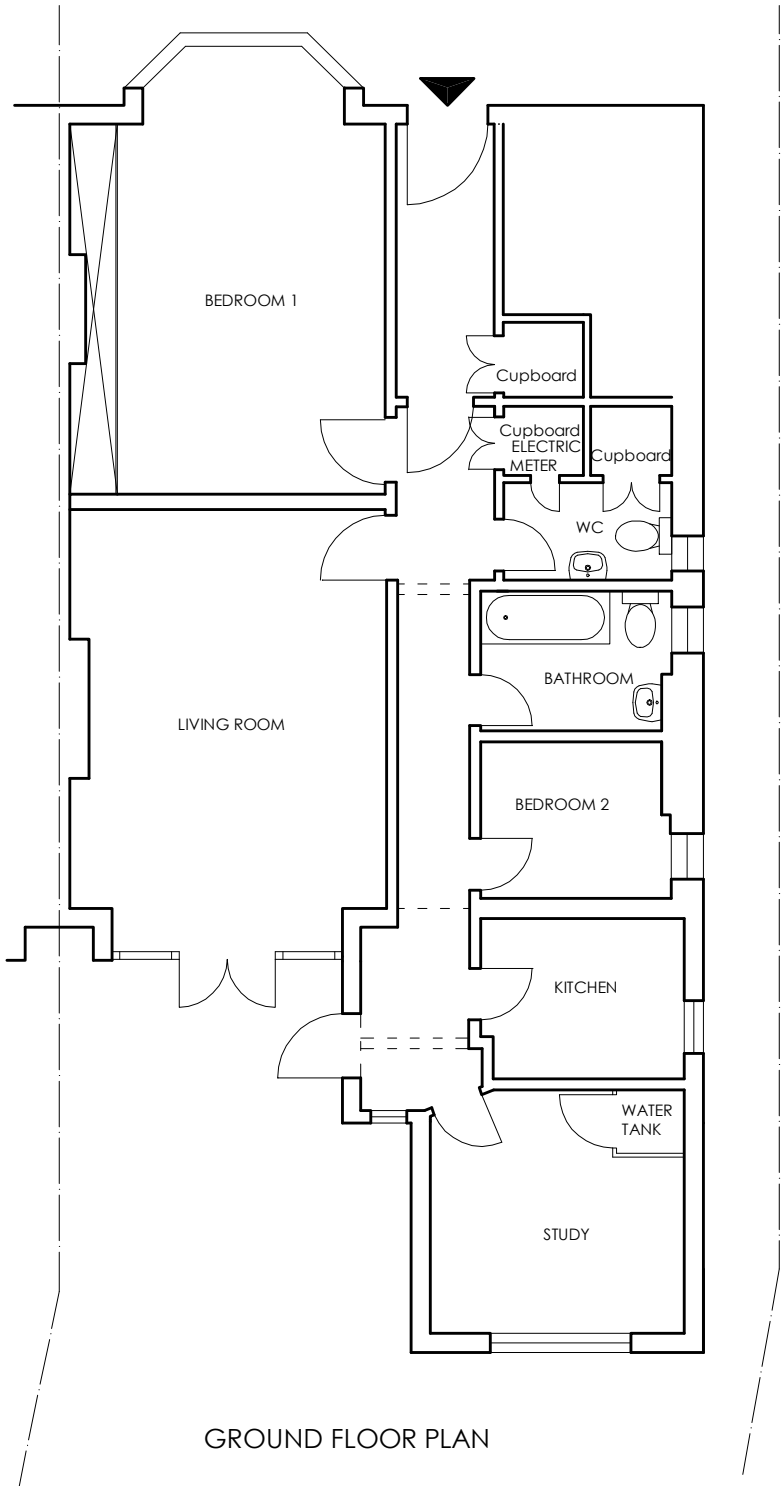 BEDROOM 1
Cupboard
Cupboard
ELECTRIC
METER
Cupboard
WC
BATHROOM
LIVING ROOM
BEDROOM 2
KITCHEN
WATER
TANK
STUDY
GROUND FLOOR PLAN